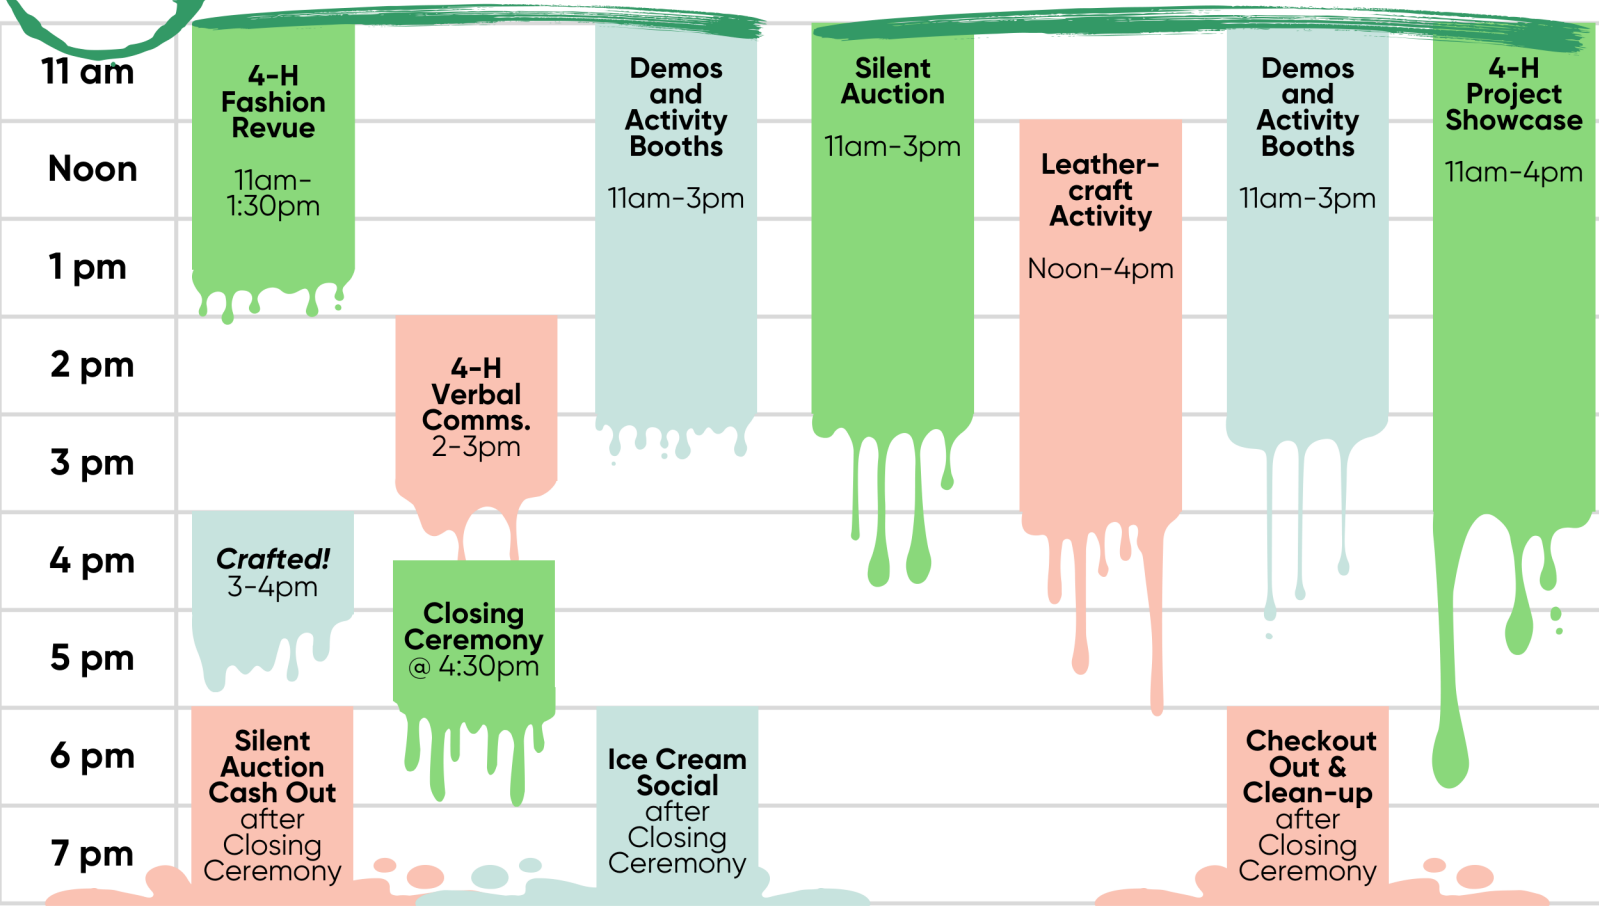 11 am
Noon
1 pm
2 pm
3 pm
4 pm
5 pm
6 pm
7 pm
4-H
Fashion
Revue
11am-
1:30pm
4-H
Verbal
Comms.
2-3pm
Demos
and
Activity
Booths
11am-3pm
Silent
Auction
11am-3pm
Leather-
craft
Activity
Noon-4pm
Demos
and
Activity
Booths
11am-3pm
4-H
Project
Showcase
11am-4pm
Crafted!
3-4pm
Closing
Ceremony
@ 4:30pm
Silent
Auction
Cash Out
after
Closing
Ceremony
Ice Cream
Social
after
Closing
Ceremony
Checkout
Out &
Clean-up
after
Closing
Ceremony